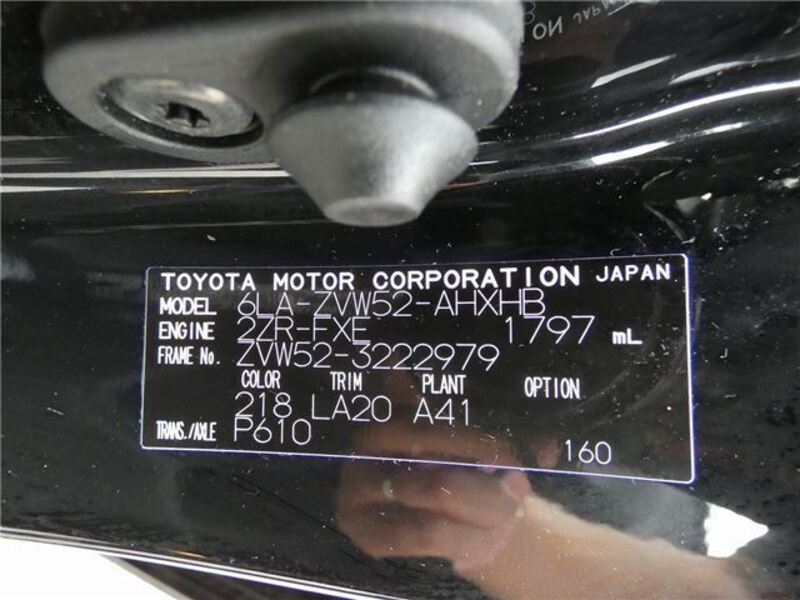 TOYOTA MOTOR CORPORATION JAPAN
MODEL 6LA-ZVW52-AHXHB
ENGINE 2ZR-FXE 1797 mL
FRAME No. ZVW52-3222979
COLOR TRIM PLANT OPTION
218 LA20 A41
TRANS./AXLE P610
160